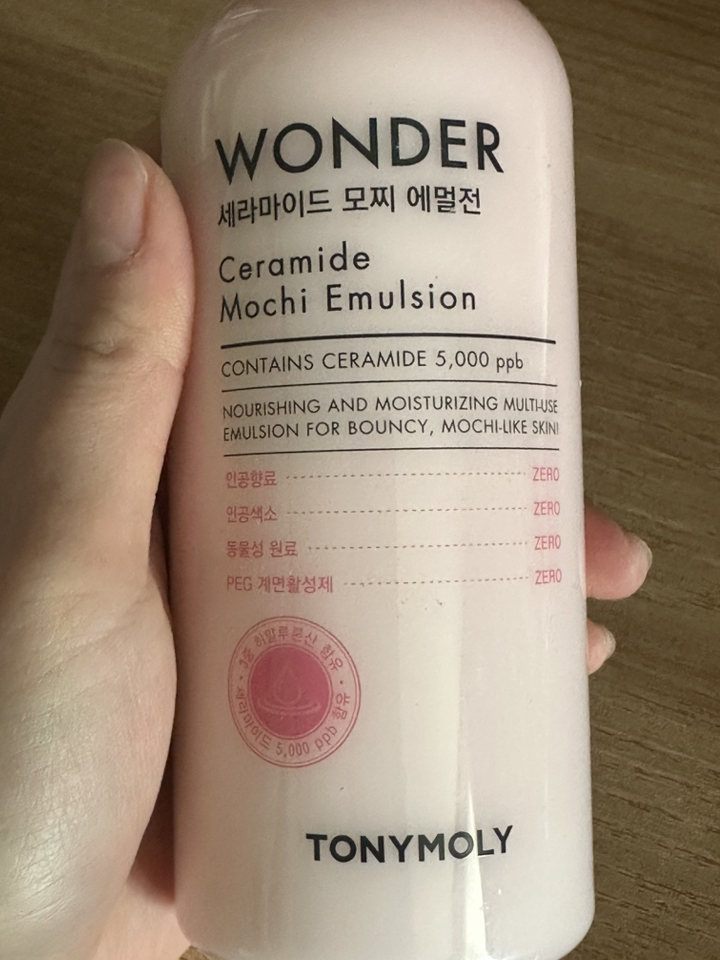 WONDER
세라마이드 모찌 에멀전
Ceramide
Mochi Emulsion
CONTAINS CERAMIDE 5,000 ppb
NOURISHING AND MOISTURIZING MULTI-USE
EMULSION FOR BOUNCY, MOCHI-LIKE SKIN!
인공향료 ZERO
인공색소 ZERO
동물성 원료 ZERO
PEG 계면활성제 ZERO
3중 히알루론산 함유
세라마이드 5,000 ppb 함유
TONYMOLY